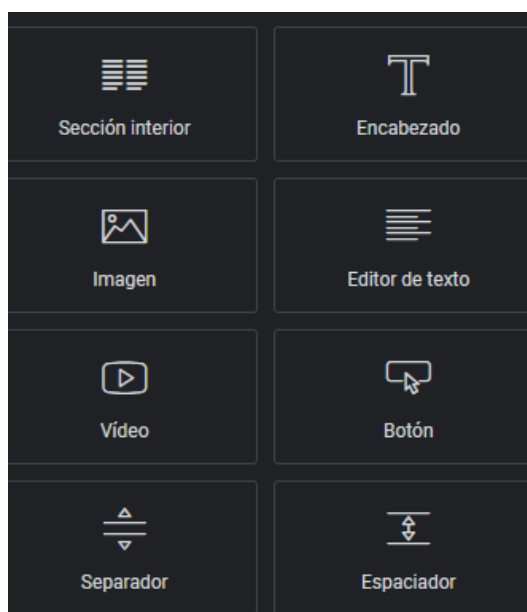 Sección interior
Encabezado
Imagen
Editor de texto
Vídeo
Botón
Separador
Espaciador